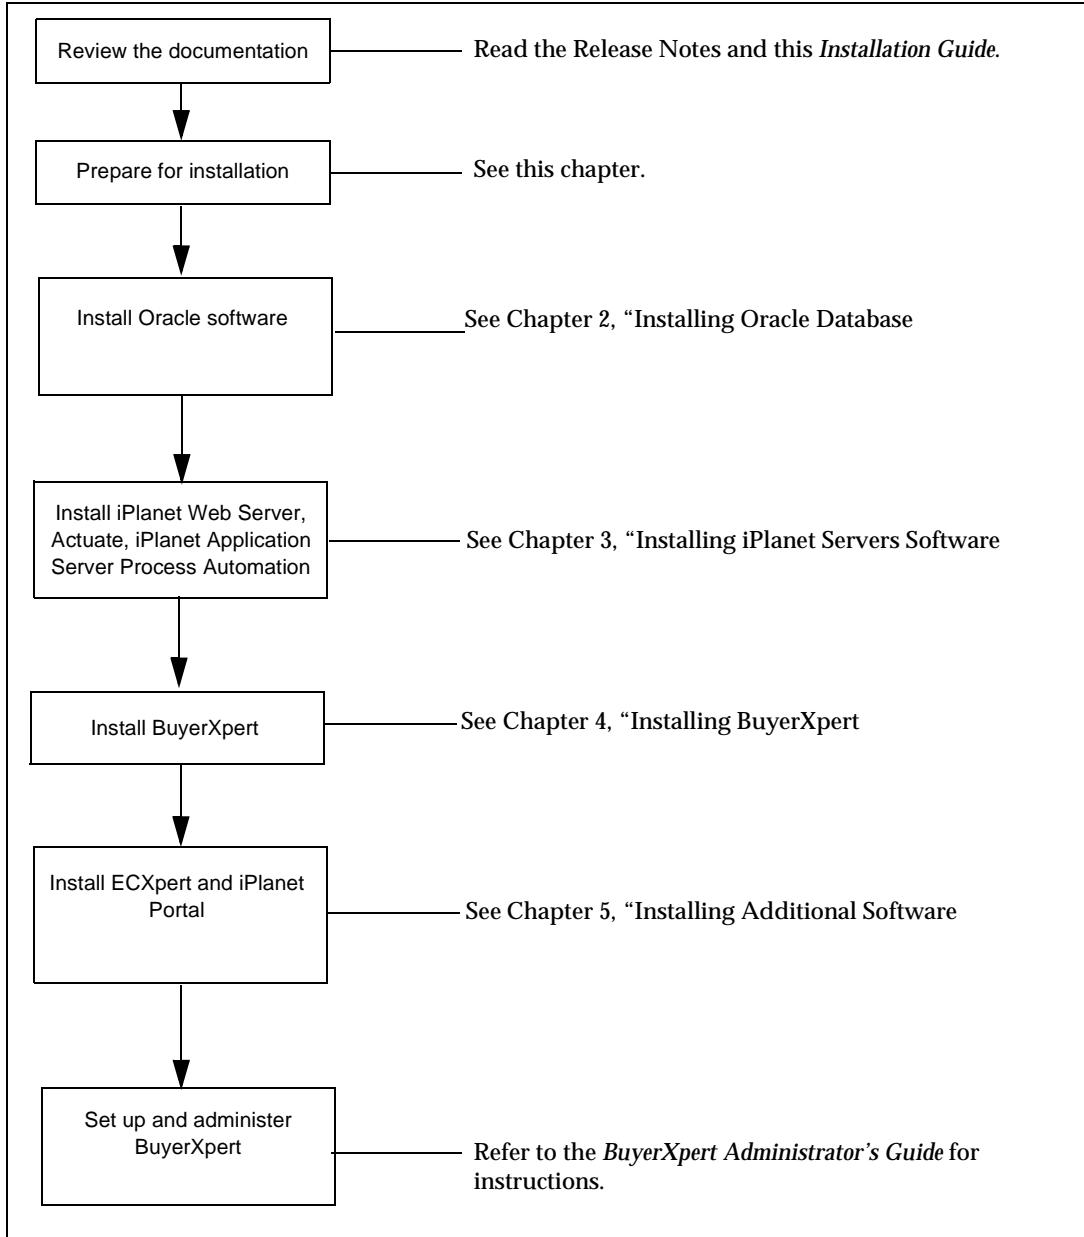 Review the documentation
Read the Release Notes and this Installation Guide.
Prepare for installation
See this chapter.
Install Oracle software
See Chapter 2, “Installing Oracle Database
Install iPlanet Web Server,
Actuate, iPlanet Application
Server Process Automation
See Chapter 3, “Installing iPlanet Servers Software
Install BuyerXpert
See Chapter 4, “Installing BuyerXpert
Install ECXpert and iPlanet
Portal
See Chapter 5, “Installing Additional Software
Set up and administer
BuyerXpert
Refer to the BuyerXpert Administrator’s Guide for
instructions.